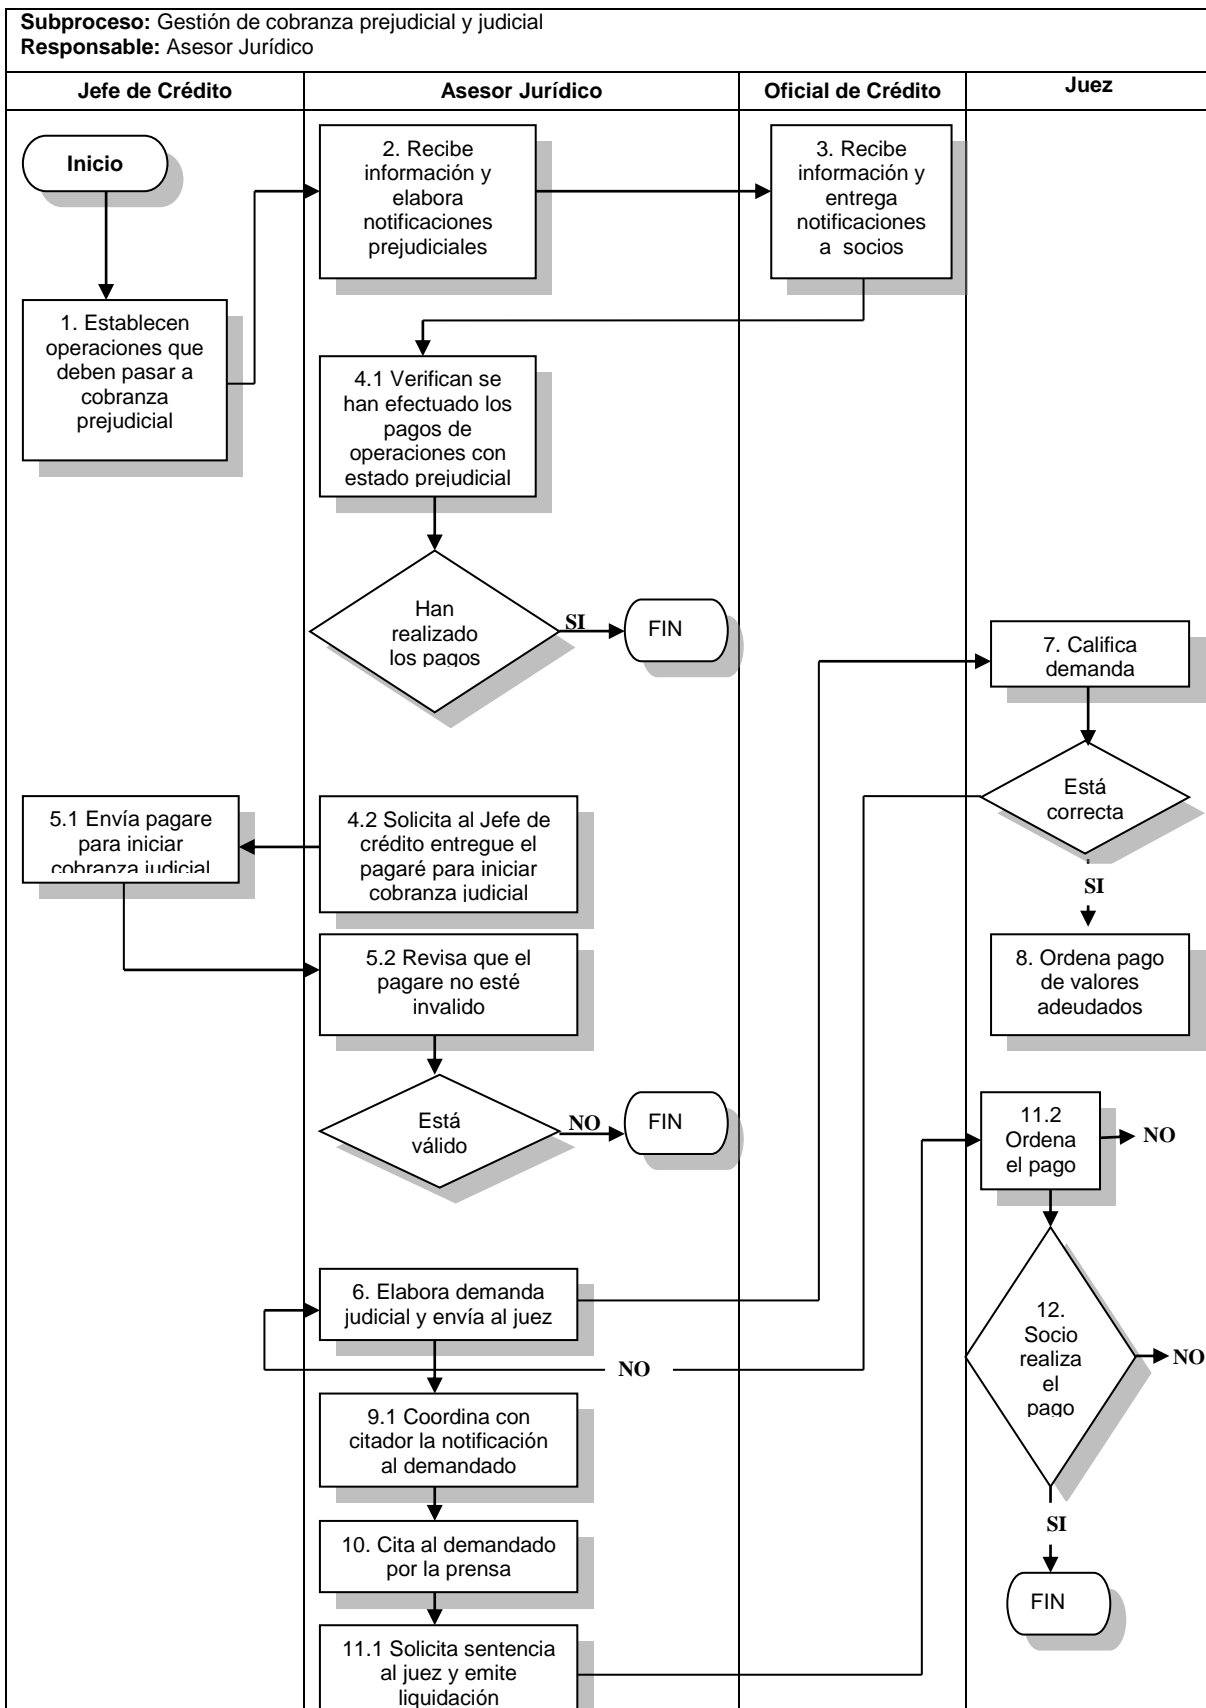 Subproceso: Gestión de cobranza prejudicial y judicial
Responsable: Asesor Jurídico
Jefe de Crédito
Asesor Jurídico
Oficial de Crédito
Juez
Inicio
1. Establecen
operaciones que
deben pasar a
cobranza
prejudicial
2. Recibe
información y
elabora
notificaciones
prejudiciales
3. Recibe
información y
entrega
notificaciones
a socios
4.1 Verifican se
han efectuado los
pagos de
operaciones con
estado prejudicial
Han
realizado
los pagos
SI
FIN
4.2 Solicita al Jefe de
crédito entregue el
pagaré para iniciar
cobranza judicial
5.1 Envía pagare
para iniciar
cobranza judicial
5.2 Revisa que el
pagare no esté
invalido
Está
válido
NO
FIN
6. Elabora demanda
judicial y envía al juez
NO
7. Califica
demanda
Está
correcta
SI
8. Ordena pago
de valores
adeudados
9.1 Coordina con
citador la notificación
al demandado
10. Cita al demandado
por la prensa
11.1 Solicita sentencia
al juez y emite
liquidación
11.2
Ordena
el pago
NO
12.
Socio
realiza
el
pago
NO
SI
FIN